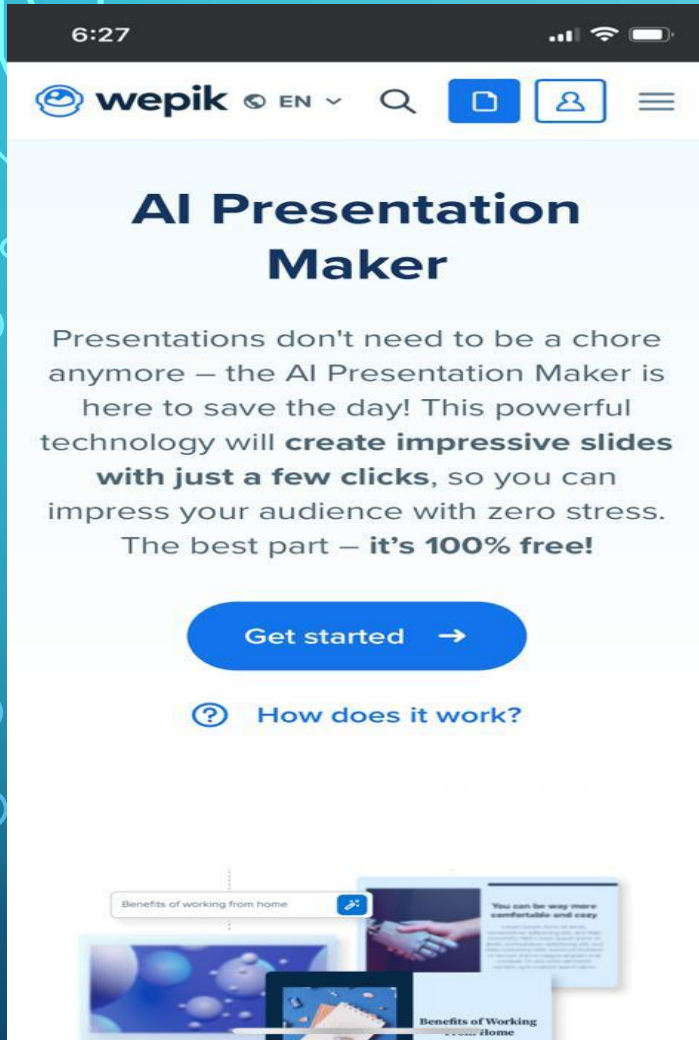 6:27
wepik EN
AI Presentation
Maker
Presentations don't need to be a chore
anymore – the AI Presentation Maker is
here to save the day! This powerful
technology will create impressive slides
with just a few clicks, so you can
impress your audience with zero stress.
The best part – it's 100% free!
Get started →
? How does it work?
Benefits of working from home
You can be way more
comfortable and cozy
Benefits of Working
From Home